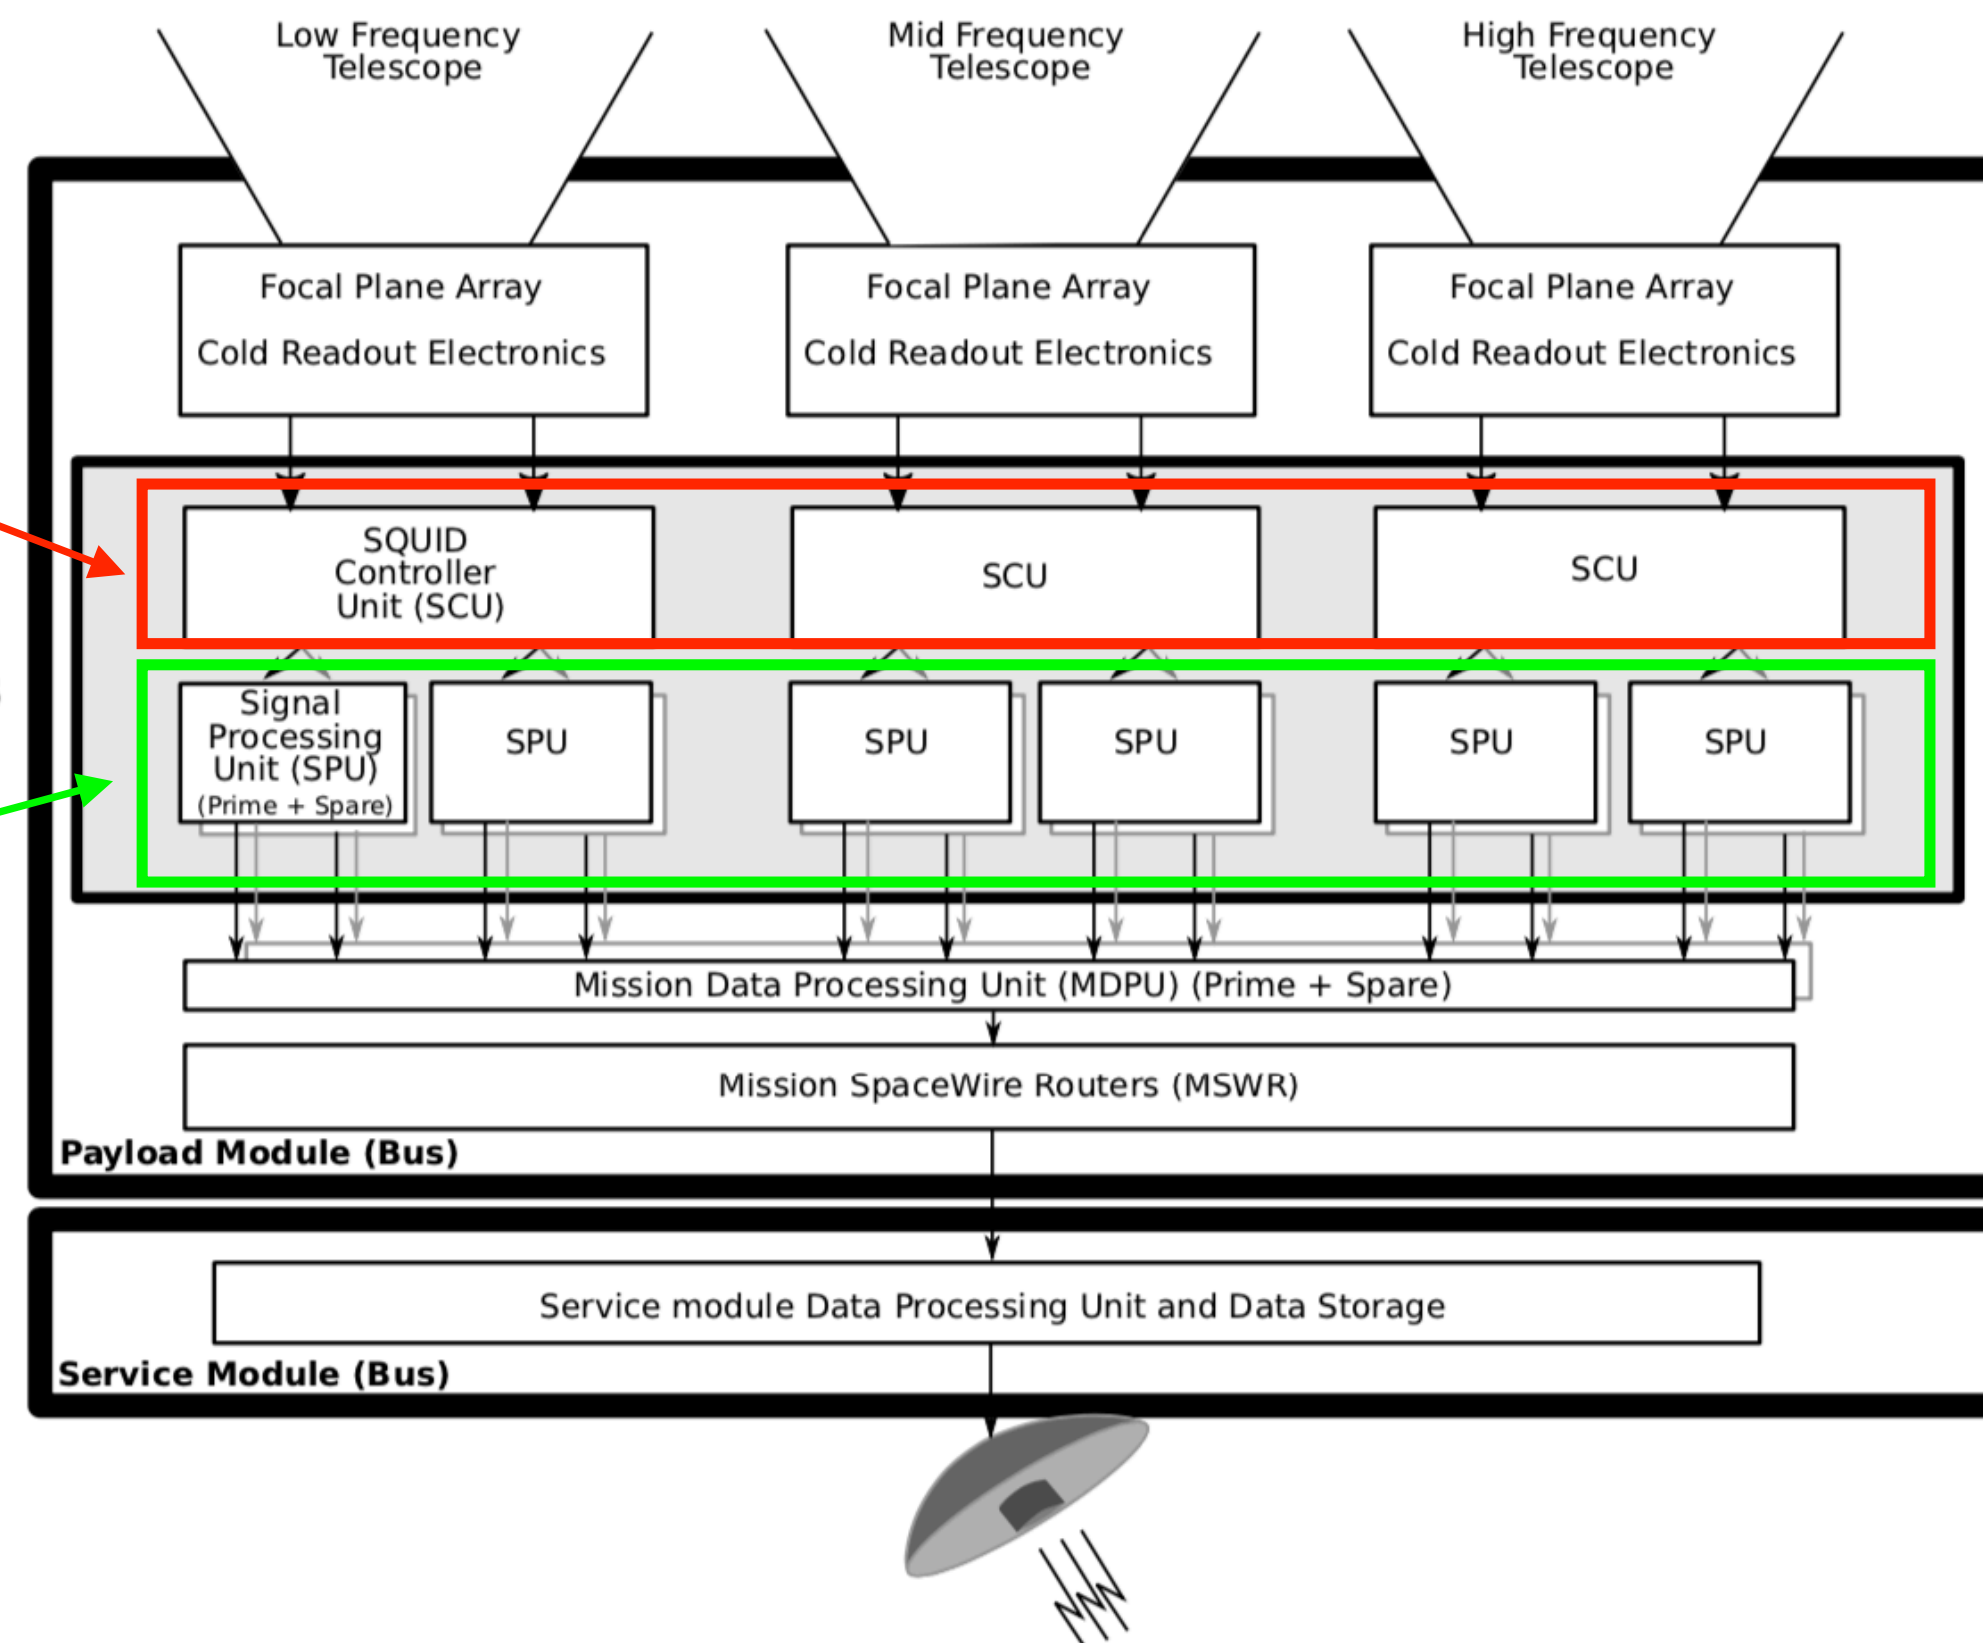 Low Frequency
Telescope
Mid Frequency
Telescope
High Frequency
Telescope
Focal Plane Array
Cold Readout Electronics
Focal Plane Array
Cold Readout Electronics
Focal Plane Array
Cold Readout Electronics
SQUID
Controller
Unit (SCU)
SCU
SCU
Signal
Processing
Unit (SPU)
(Prime + Spare)
SPU
SPU
SPU
SPU
SPU
Mission Data Processing Unit (MDPU) (Prime + Spare)
Mission SpaceWire Routers (MSWR)
Payload Module (Bus)
Service module Data Processing Unit and Data Storage
Service Module (Bus)